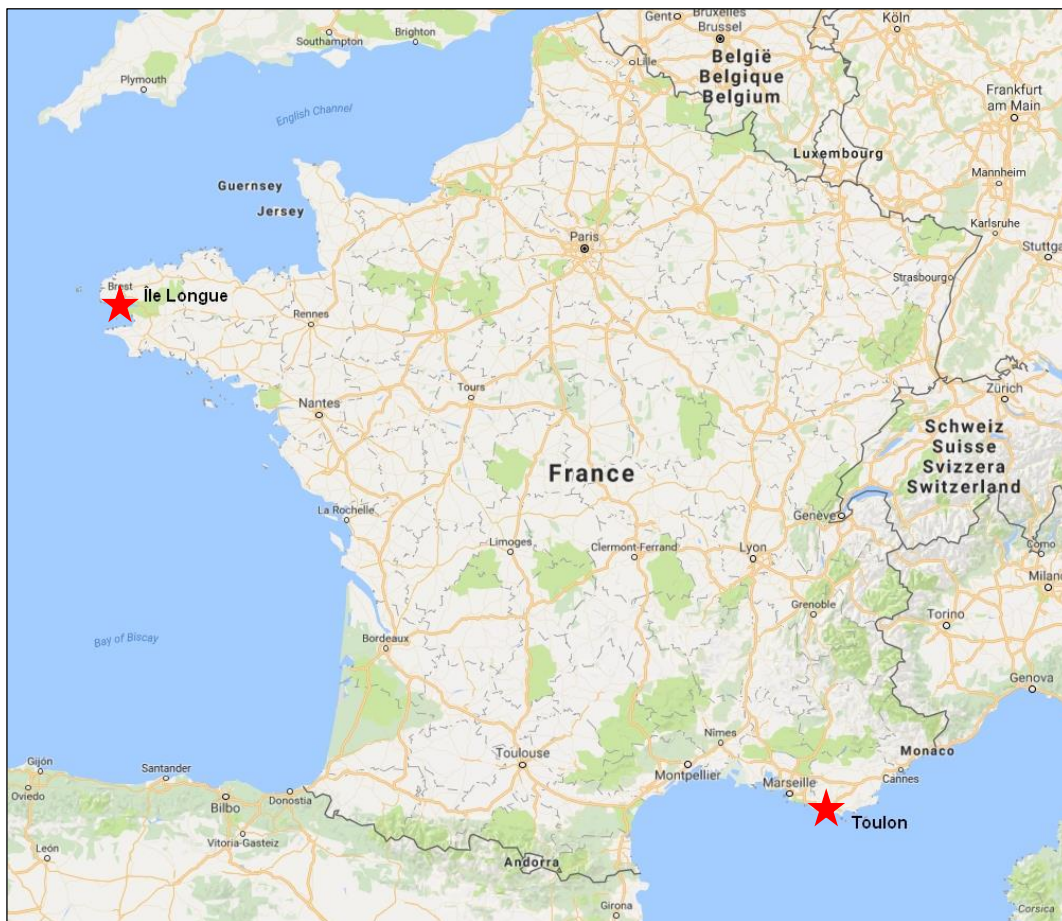 Gent
Bruxelles
Brussel
Köln
Southampton
Brighton
Lille
België
Belgique
Belgium
Plymouth
Frankfurt
am Main
English Channel
Luxembourg
Guernsey
Mannheim
Jersey
Karlsruhe
Paris
Stuttga
Strasbourg
Brest
Île Longue
Rennes
Tours
Zürich
Nantes
Schweiz
Suisse
Svizzera
Switzerland
France
La Rochelle
Genève
Limoges
Clermont-Ferrand
Lyon
Como
Milano
Grenoble
Torino
Bay of Biscay
Bordeaux
Genova
Nîmes
Monaco
Gijón
Toulouse
Santander
Montpellier
Cannes
Oviedo
Donostia
Marseille
Bilbo
Toulon
Vitoria-Gasteiz
León
Andorra
Girona
Corsica